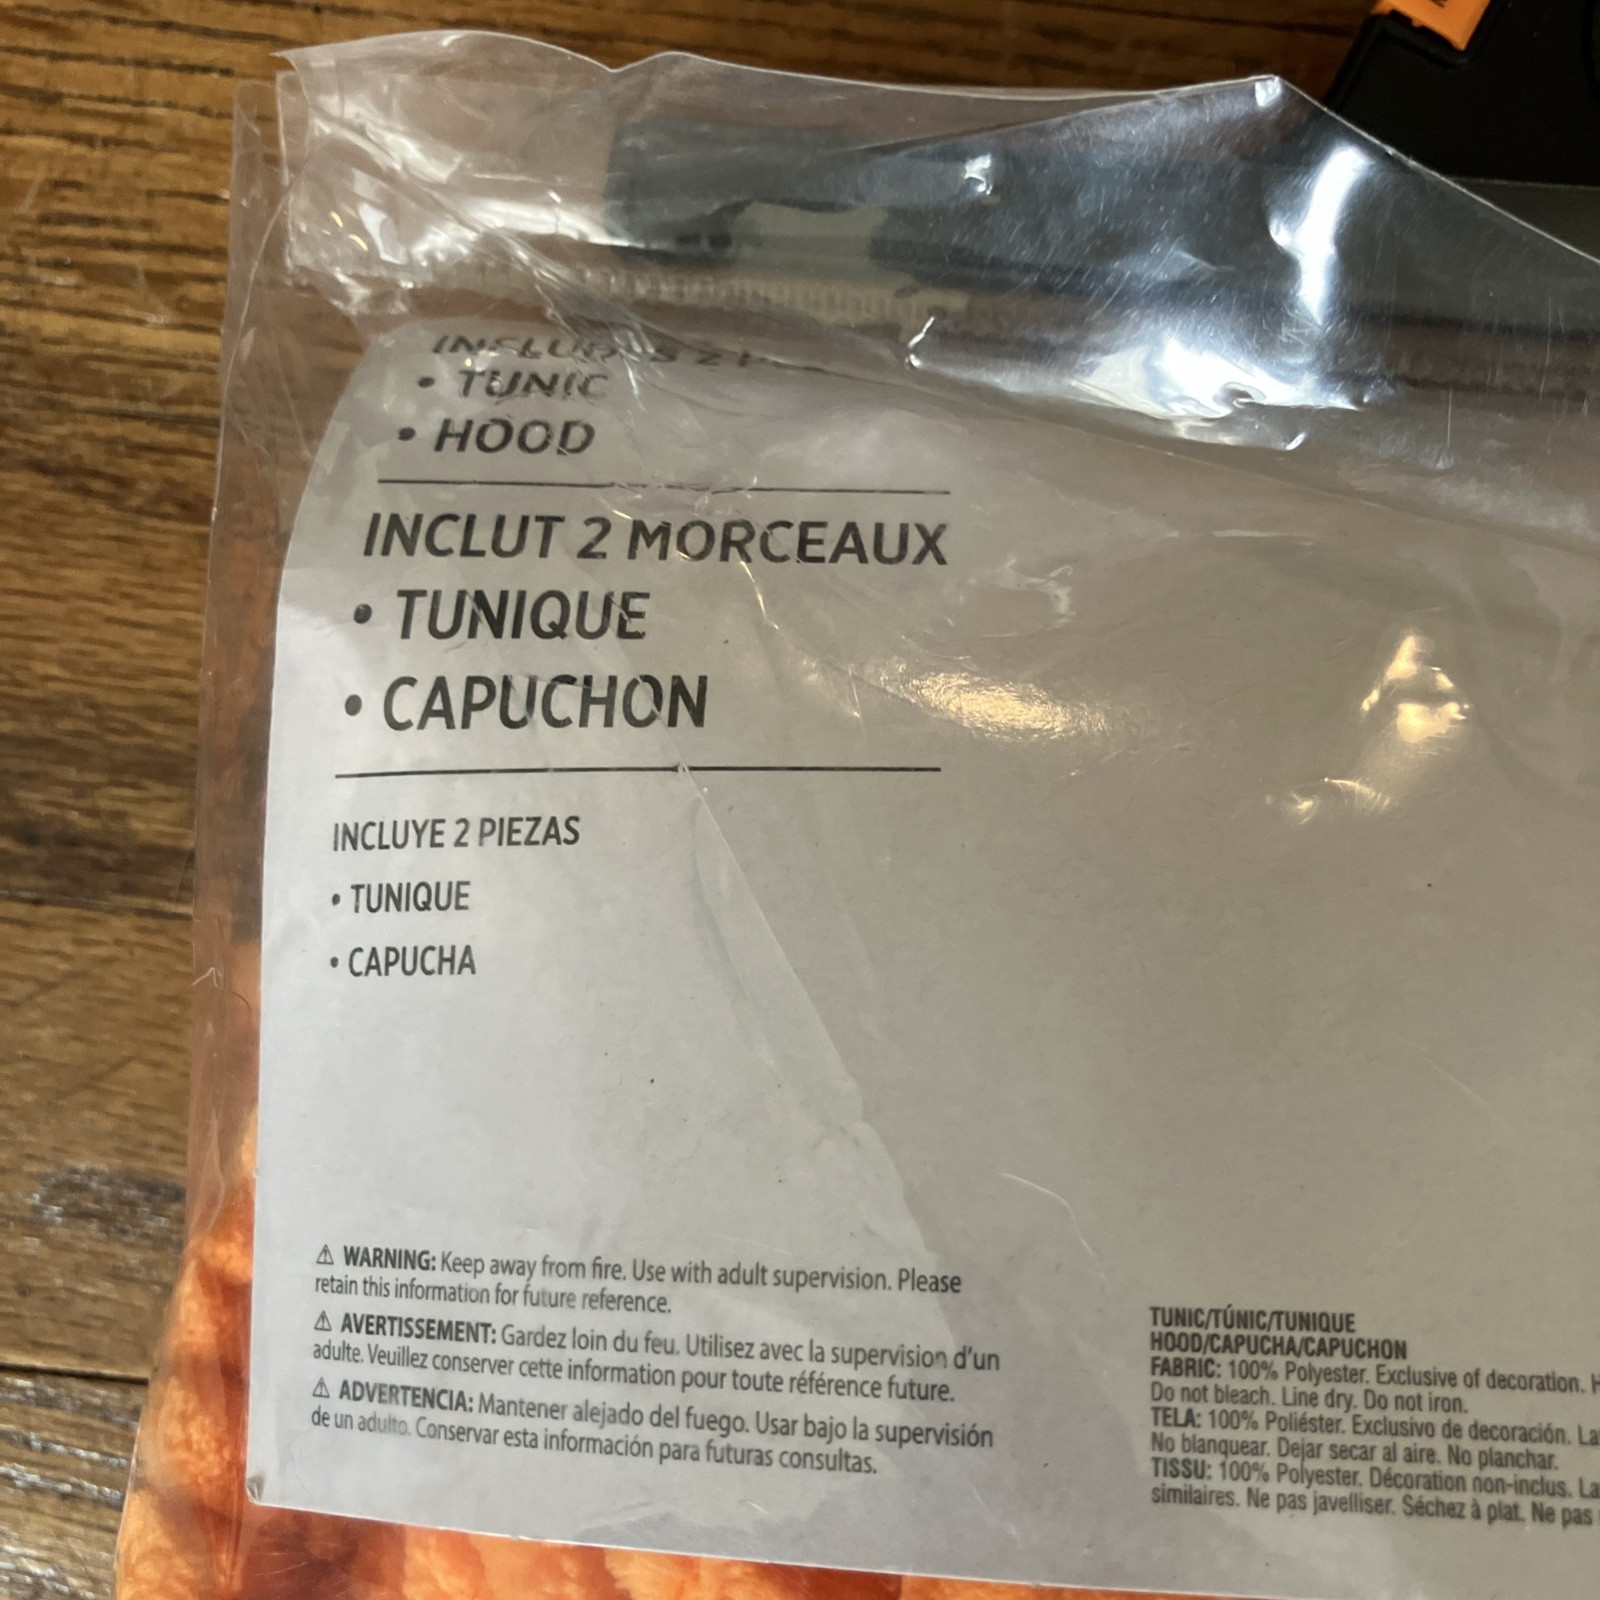 INCLUDES 2
• TUNIC
• HOOD
INCLUT 2 MORCEAUX
• TUNIQUE
• CAPUCHON
INCLUYE 2 PIEZAS
• TUNIQUE
• CAPUCHA
⚠ WARNING: Keep away from fire. Use with adult supervision. Please
retain this information for future reference.
⚠ AVERTISSEMENT: Gardez loin du feu. Utilisez avec la supervision d'un
adulte. Veuillez conserver cette information pour toute référence future.
⚠ ADVERTENCIA: Mantener alejado del fuego. Usar bajo la supervisión
de un adulto. Conservar esta información para futuras consultas.
TUNIC/TÚNIC/TUNIQUE
HOOD/CAPUCHA/CAPUCHON
FABRIC: 100% Polyester. Exclusive of decoration.
Do not bleach. Line dry. Do not iron.
TELA: 100% Poliéster. Exclusivo de decoración.
No blanquear. Dejar secar al aire. No planchar.
TISSU: 100% Polyester. Décoration non-inclus.
similaires. Ne pas javelliser. Séchez à plat. Ne pas